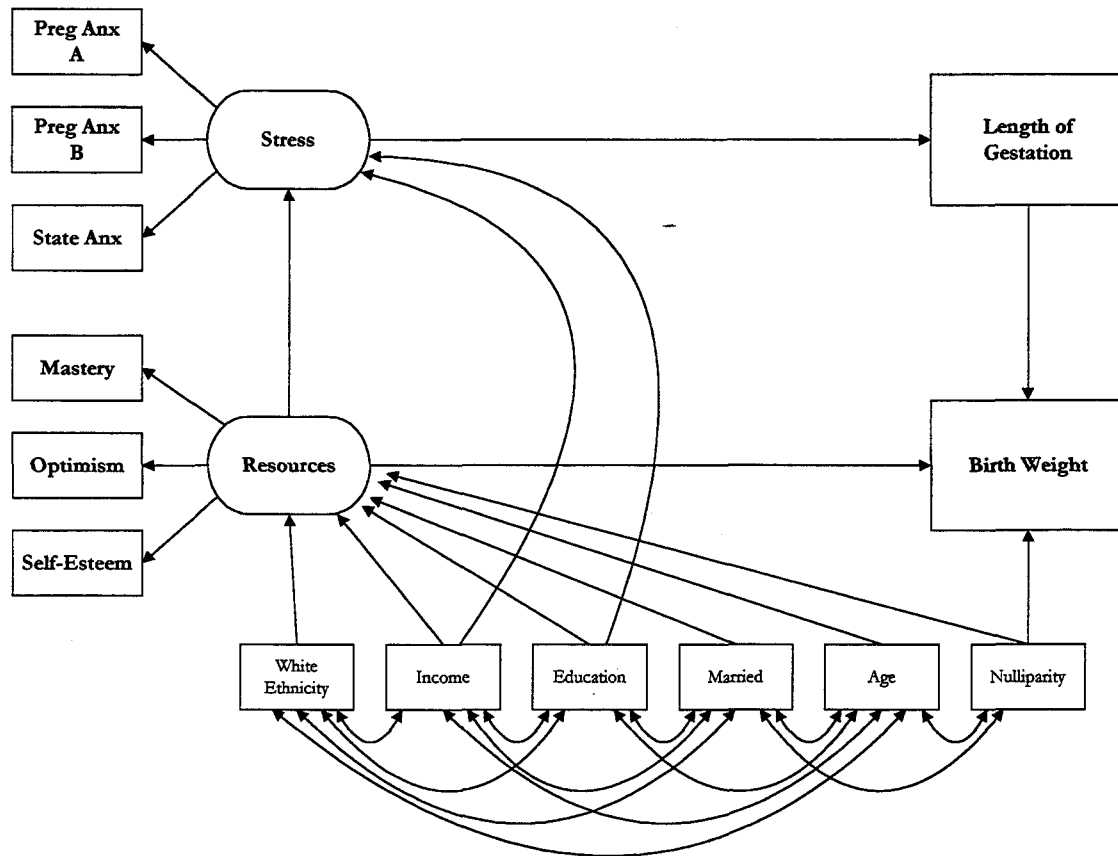 Preg Anx
A
Preg Anx
B
State Anx
Stress
Length of
Gestation
Mastery
Optimism
Self-Esteem
Resources
Birth Weight
White
Ethnicity
Income
Education
Married
Age
Nulliparity